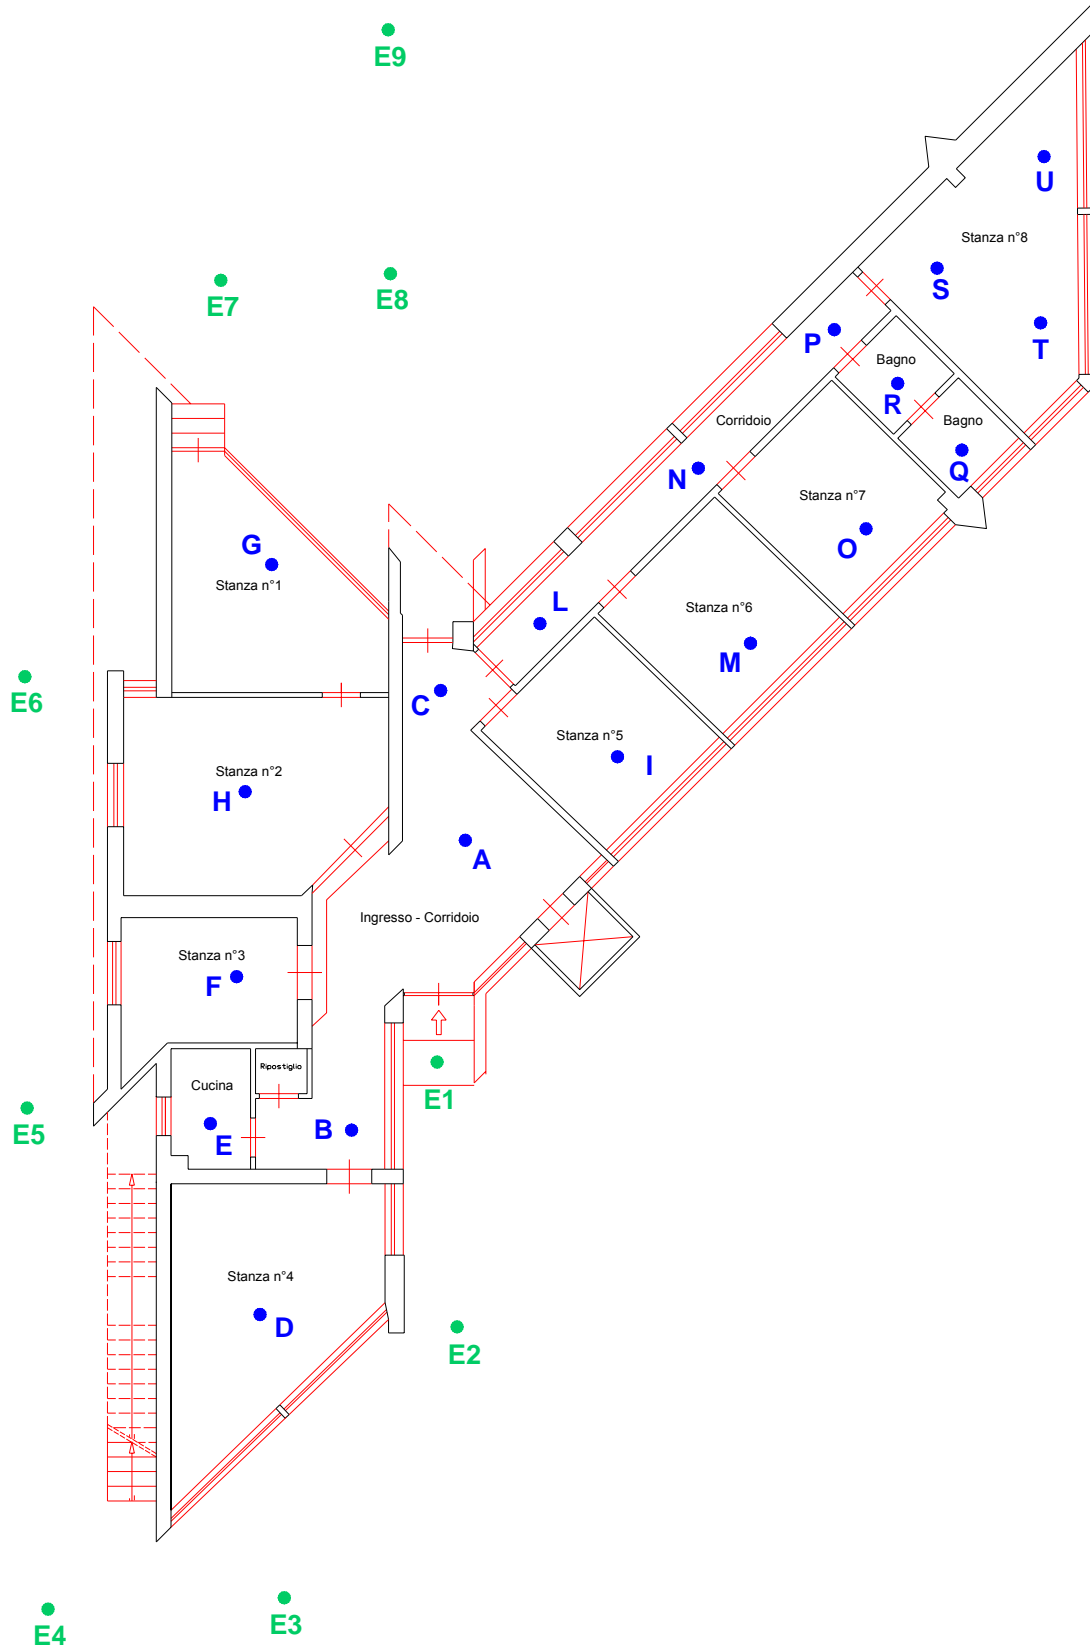 E9
U
Stanza n°8
S
E7
E8
P
T
Bagno
R
Corridoio
Bagno
Q
N
Stanza n°7
O
G
Stanza n°1
L
Stanza n°6
M
E6
C
Stanza n°5
I
Stanza n°2
H
A
Ingresso - Corridoio
Stanza n°3
F
Ripostiglio
Cucina
E1
E5
E
B
Stanza n°4
D
E2
E3
E4